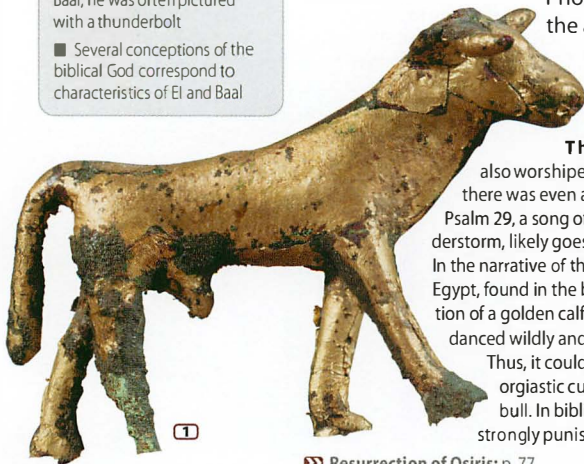 Baal, he was often pictured
with a thunderbolt
■ Several conceptions of the
biblical God correspond to
characteristics of El and Baal
the
Th
also worshipe
there was even a
Psalm 29, a song of
derstorm, likely goes
In the narrative of th
Egypt, found in the b
tion of a golden calf
danced wildly and
Thus, it could
orgiastic cu
bull. In bibli
strongly punis
1
Resurrection of Osiris: p. 77